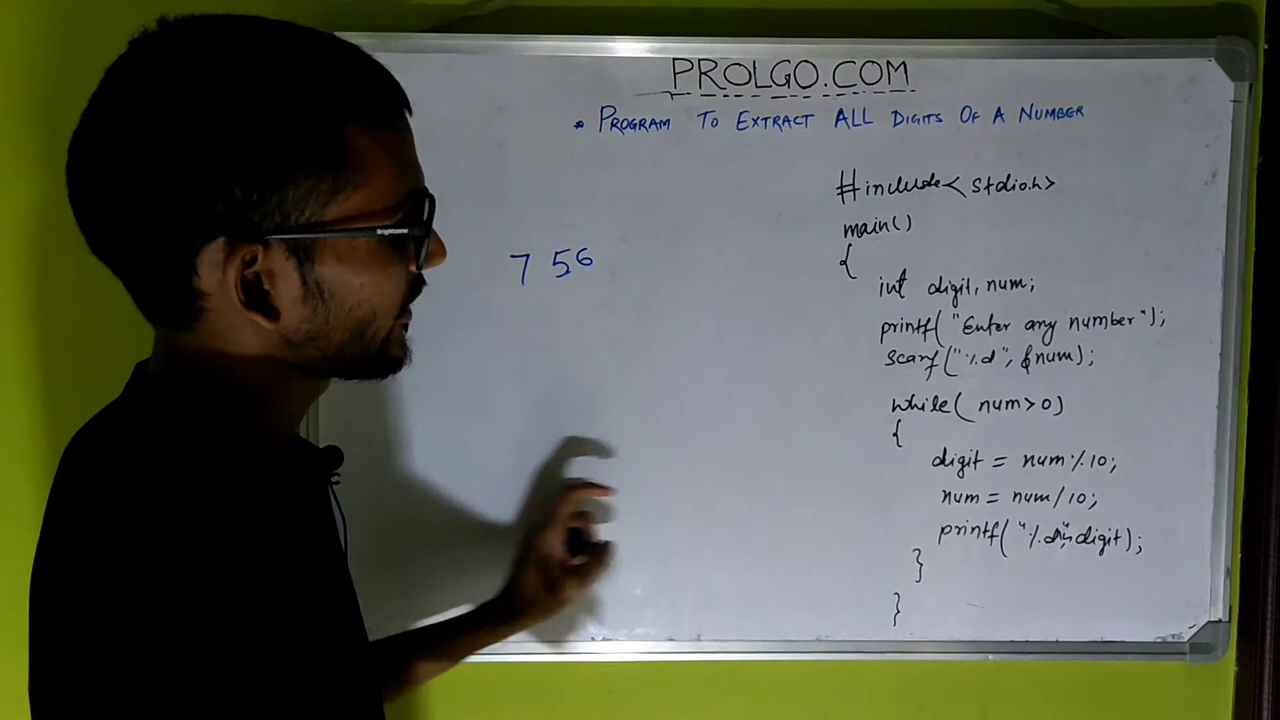 PROLGO.COM
* PROGRAM TO EXTRACT ALL DIGITS OF A NUMBER
#include<stdio.h>
main()
{
int digit, num;
printf("Enter any number");
scanf("%d", &num);
while( num>0)
{
digit = num%10;
num = num/10;
printf("%d", digit);
}
}
7 56
Brightzone